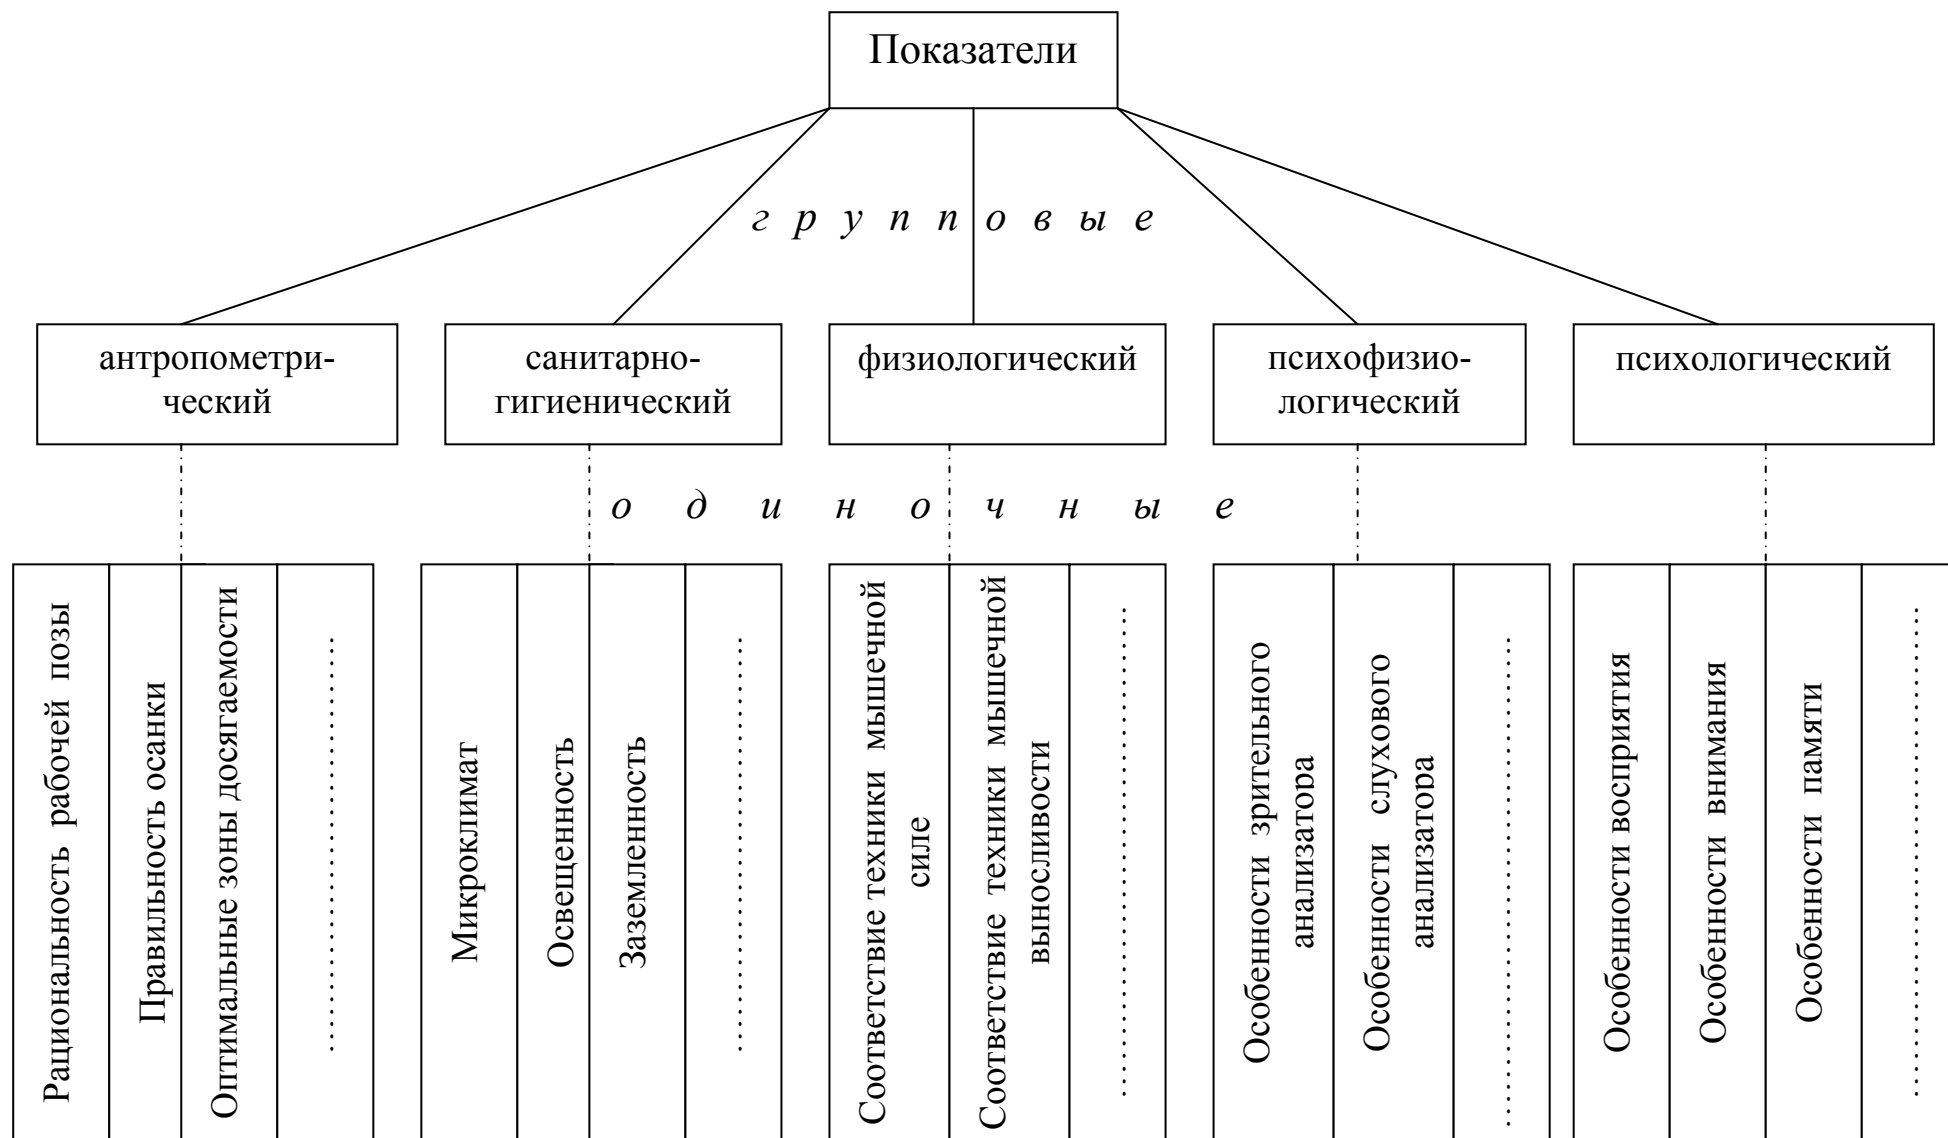 Показатели
групповые
антропометри-
ческий
санитарно-
гигиенический
физиологический
психофизио-
логический
психологический
одиночные
Рациональность рабочей позы
Правильность осанки
Оптимальные зоны досягаемости
Микроклимат
Освещенность
Заземленность
Соответствие техники мышечной
силе
Соответствие техники мышечной
выносливости
Особенности зрительного
анализатора
Особенности слухового
анализатора
Особенности восприятия
Особенности внимания
Особенности памяти